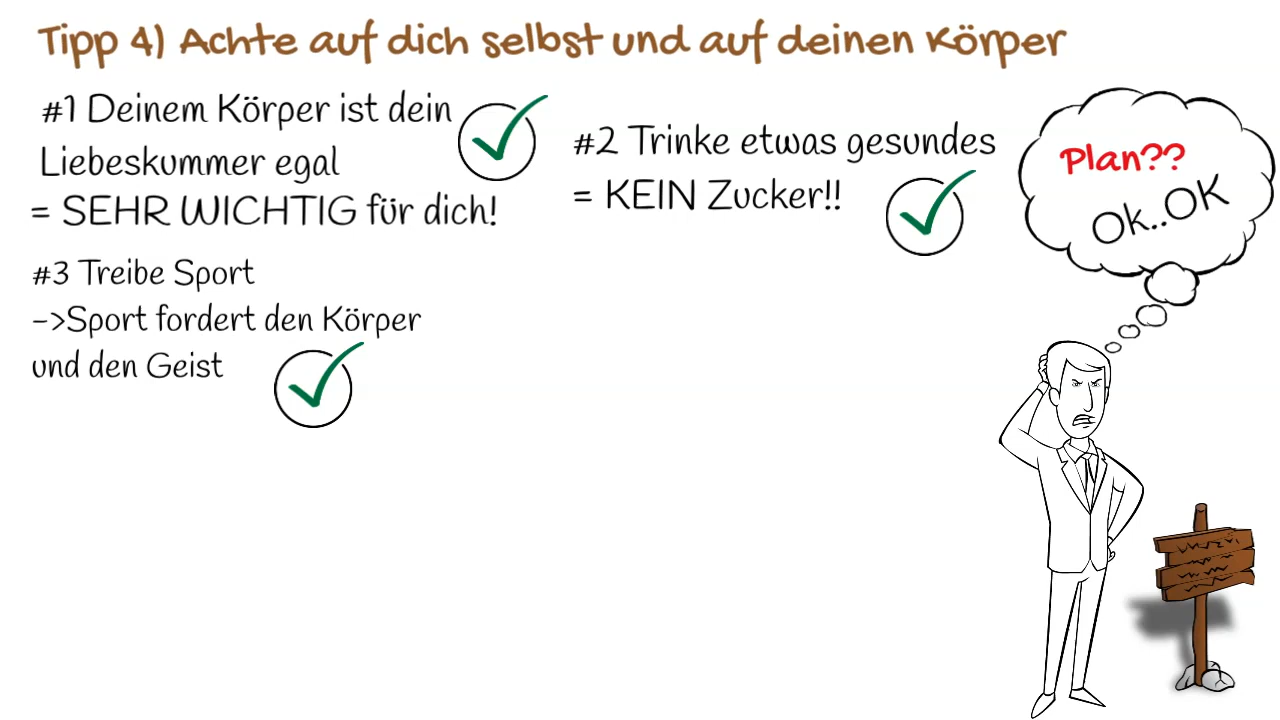 Tipp 4) Achte auf dich selbst und auf deinen Körper
#1 Deinem Körper ist dein
Liebeskummer egal
= SEHR WICHTIG für dich!
#2 Trinke etwas gesundes
= KEIN Zucker!!
#3 Treibe Sport
->Sport fordert den Körper
und den Geist
Plan??
Ok..OK